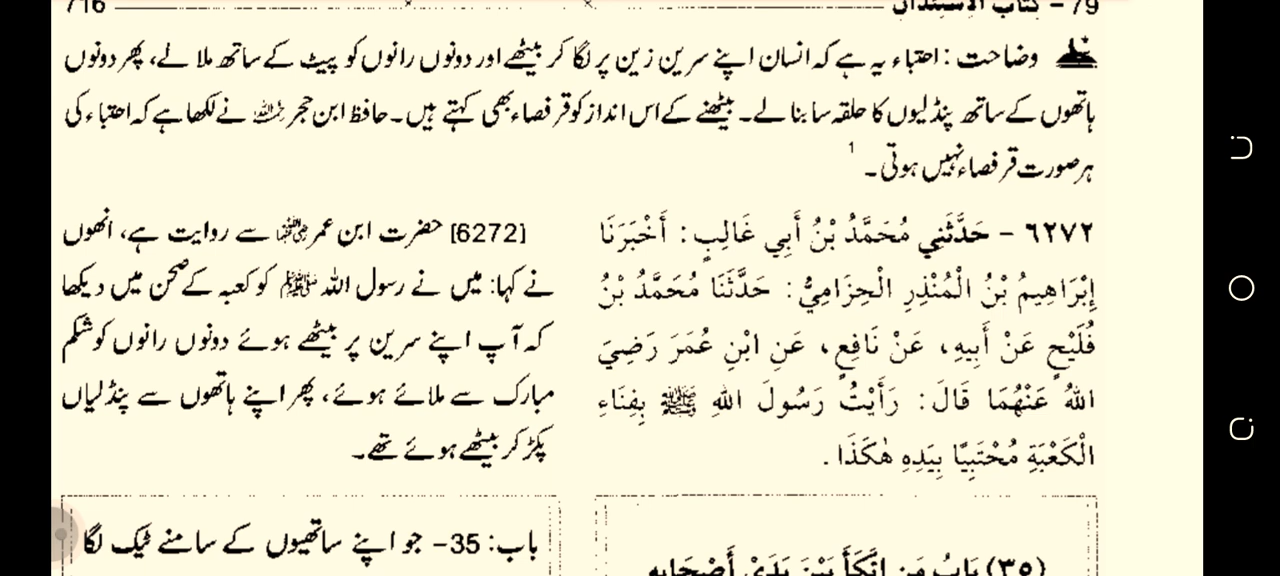 716
79 - كتاب الاستئذان
وضاحت : احتباء یہ ہے کہ انسان اپنے سرین زمین پر لگا کر بیٹھے اور دونوں رانوں کو پیٹ کے ساتھ ملا لے، پھر دونوں
ہاتھوں کے ساتھ پنڈلیوں کا حلقہ سا بنا لے۔ بیٹھنے کے اس انداز کو قرفصاء بھی کہتے ہیں۔ حافظ ابن حجر رحمہ اللہ نے لکھا ہے کہ احتباء کی
ہر صورت قرفصاء نہیں ہوتی۔ 1
٦٢٧٢ - حَدَّثَنِي مُحَمَّدُ بْنُ أَبِي غَالِبٍ : أَخْبَرَنَا
إِبْرَاهِيمُ بْنُ الْمُنْذِرِ الْحِزَامِيُّ : حَدَّثَنَا مُحَمَّدُ بْنُ
فُلَيْحٍ عَنْ أَبِيهِ، عَنْ نَافِعٍ، عَنِ ابْنِ عُمَرَ رَضِيَ
اللهُ عَنْهُمَا قَالَ : رَأَيْتُ رَسُولَ اللهِ ﷺ بِفِنَاءِ
الْكَعْبَةِ مُحْتَبِيًا بِيَدِهِ هٰكَذَا .
[6272] حضرت ابن عمر رضی اللہ عنہما سے روایت ہے، انھوں
نے کہا: میں نے رسول اللہ ﷺ کو کعبہ کے صحن میں دیکھا
کہ آپ اپنے سرین پر بیٹھے ہوئے دونوں رانوں کو شکم
مبارک سے ملائے ہوئے، پھر اپنے ہاتھوں سے پنڈلیاں
پکڑ کر بیٹھے ہوئے تھے۔
(٣٥) بَابُ مَنِ اتَّكَأَ بَيْنَ يَدَيْ أَصْحَابِهِ
باب: 35- جو اپنے ساتھیوں کے سامنے ٹیک لگا